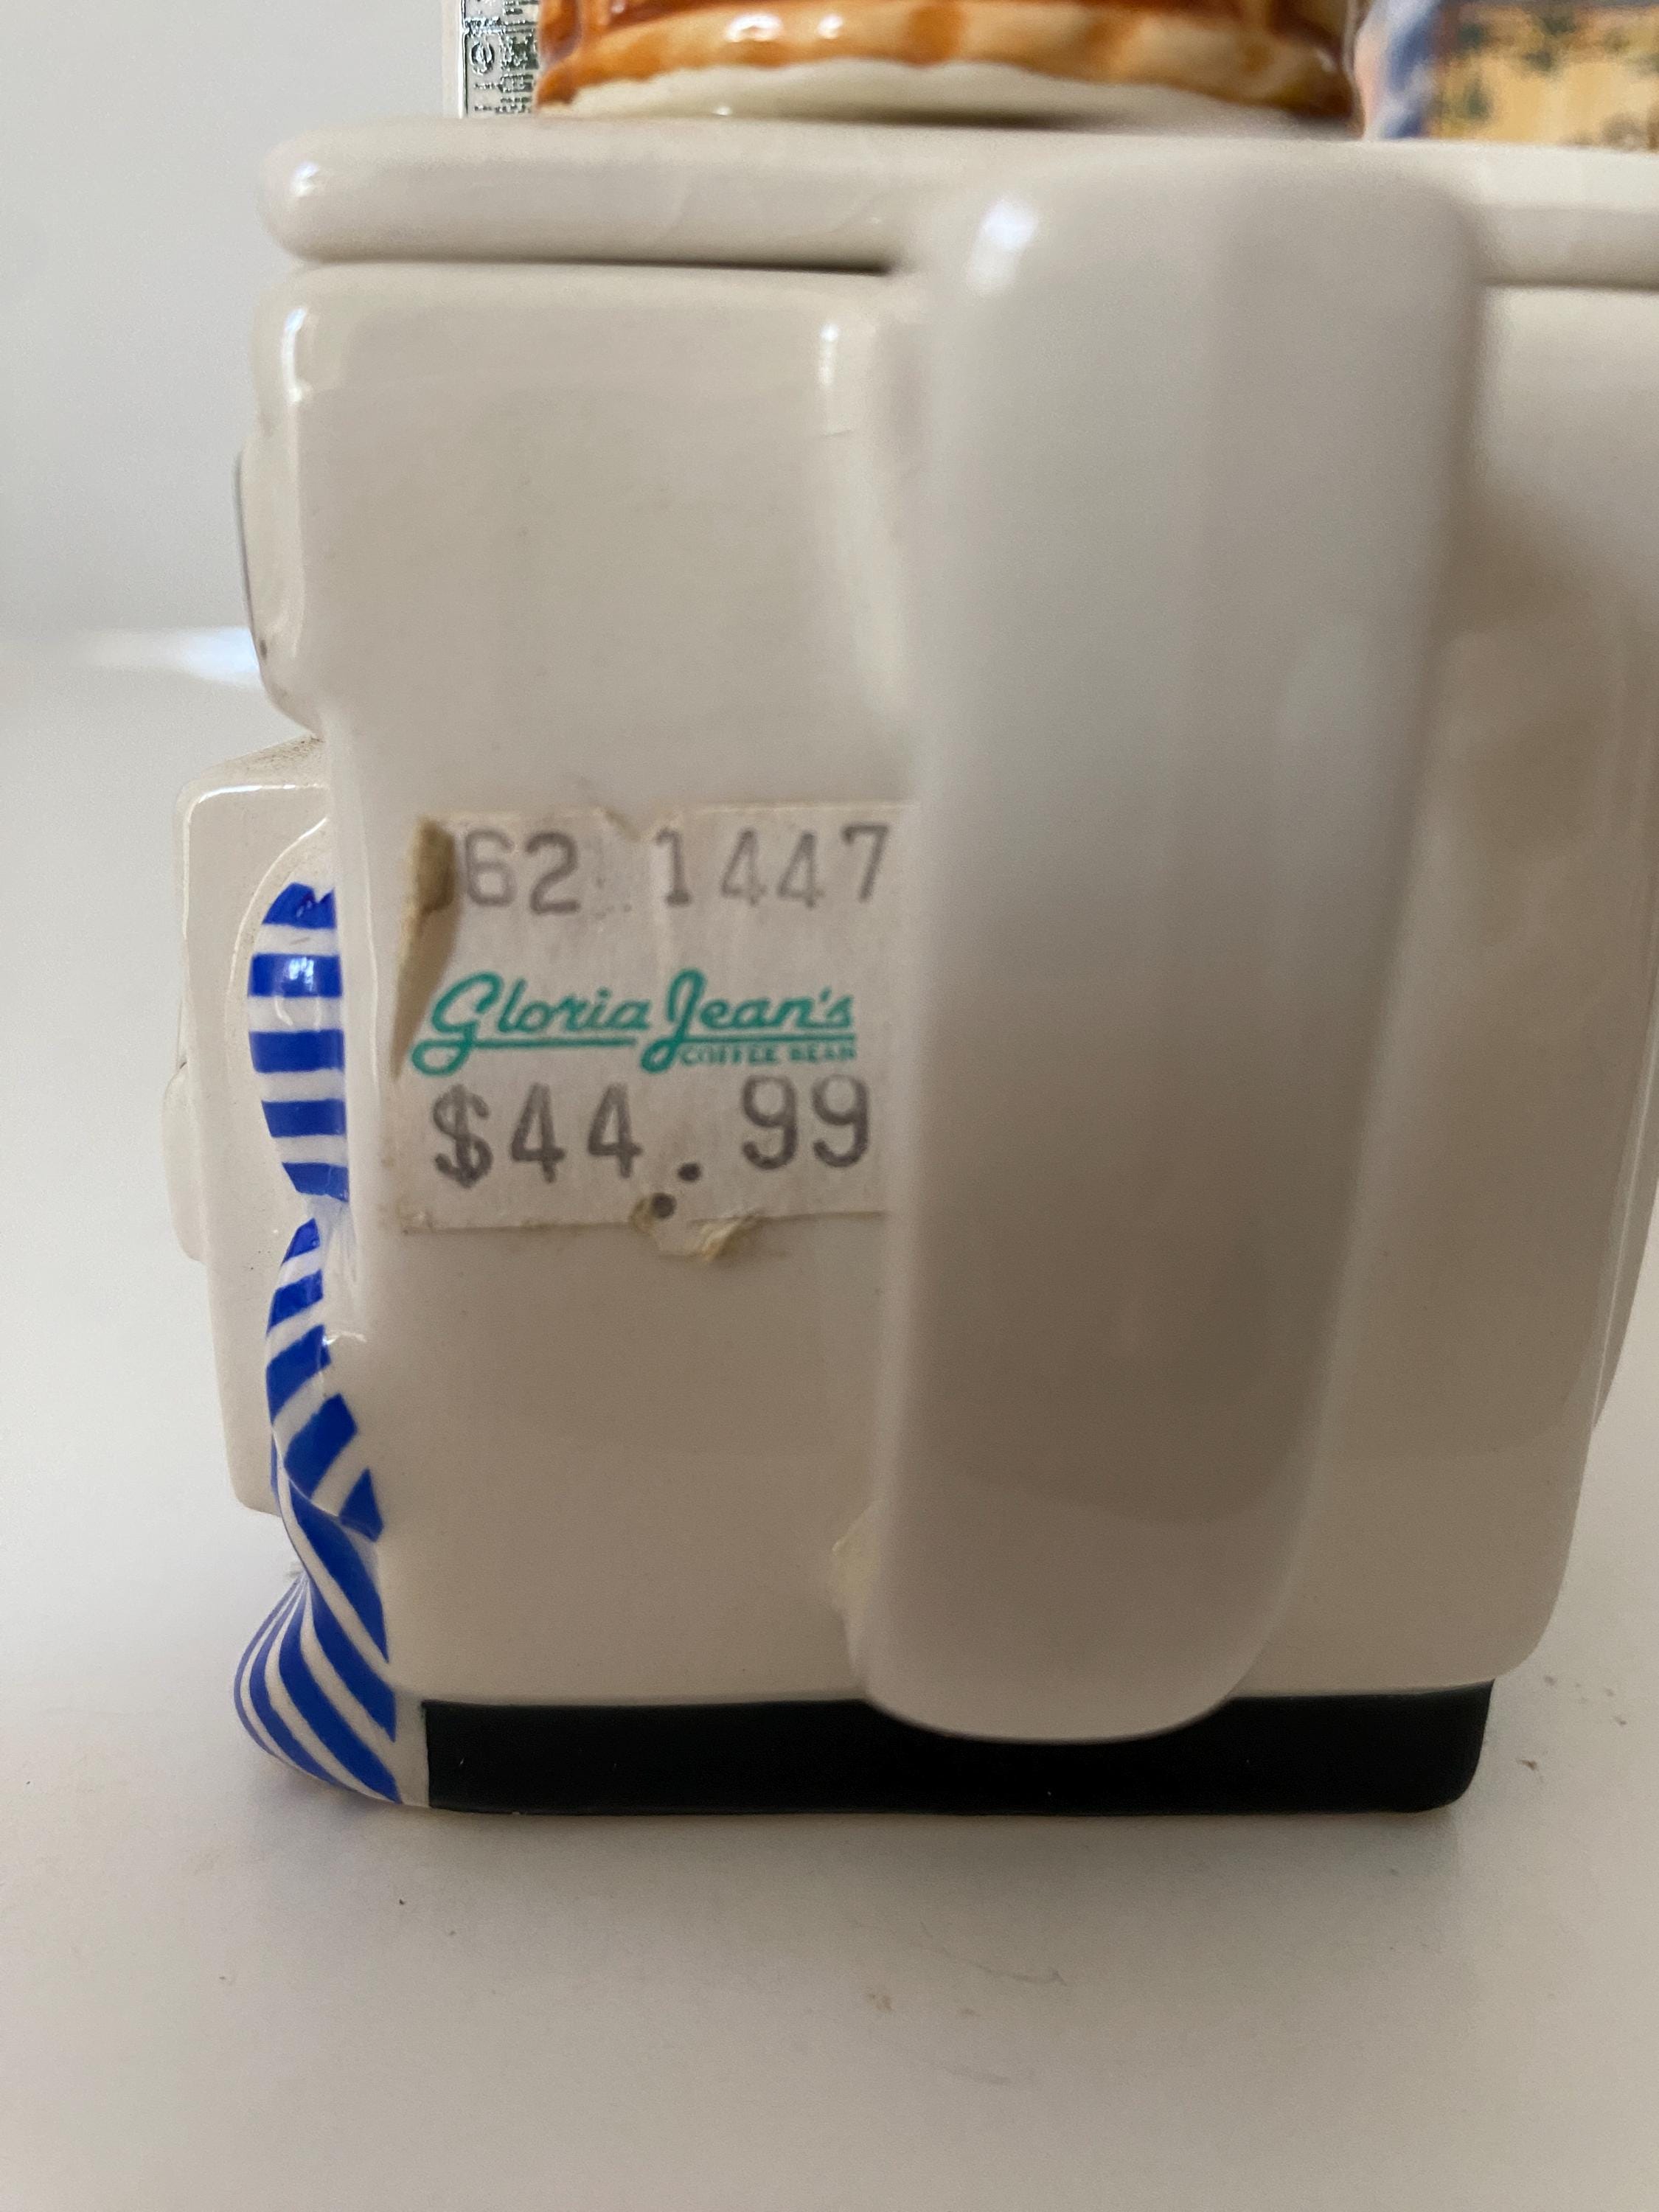 62 1447
Gloria Jean's
COFFEE BEAN
$44.99